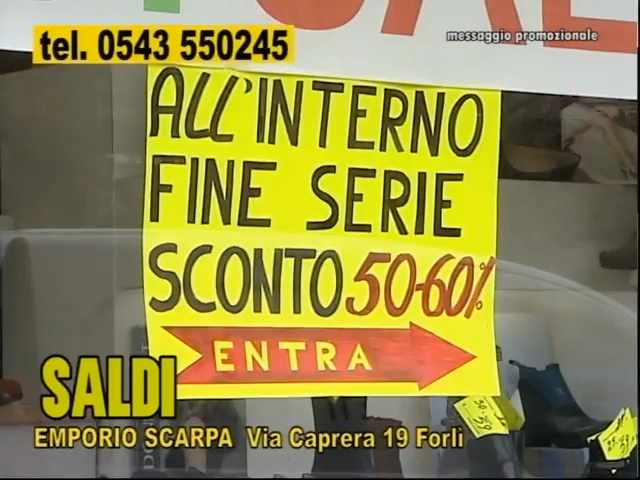 tel. 0543 550245
messaggio promozionale
ALL'INTERNO
FINE SERIE
SCONTO 50-60%
ENTRA
SALDI
EMPORIO SCARPA Via Caprera 19 Forlì